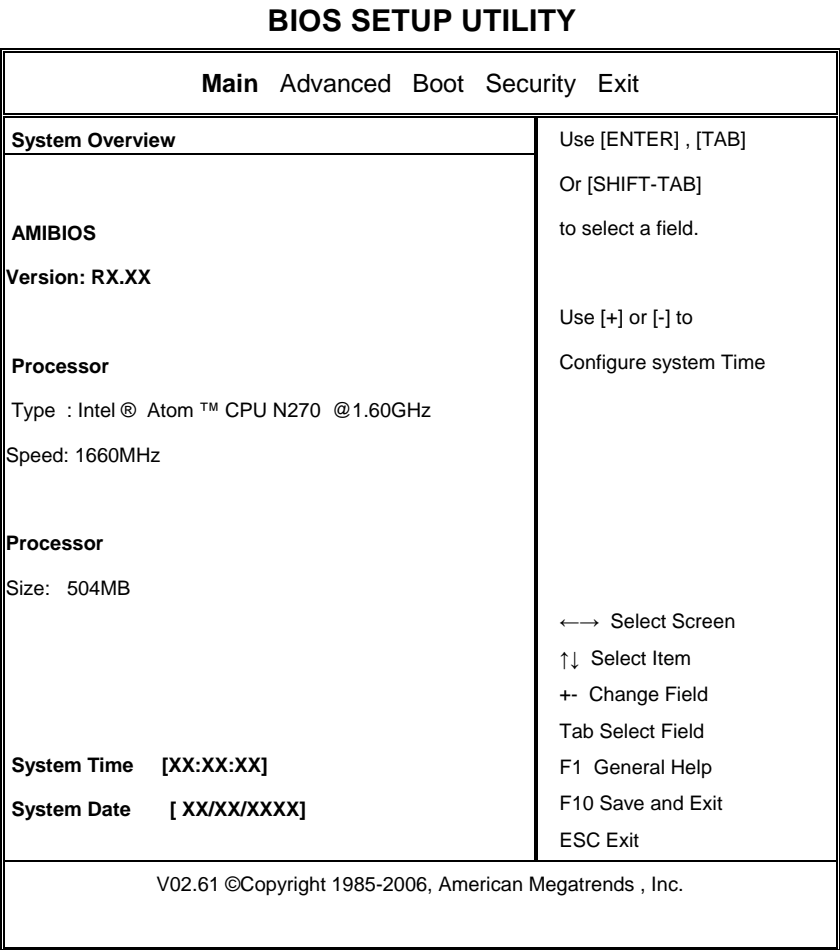 BIOS SETUP UTILITY
Main Advanced Boot Security Exit
System Overview
AMIBIOS
Version: RX.XX
Processor
Type : Intel ® Atom ™ CPU N270 @1.60GHz
Speed: 1660MHz
Processor
Size: 504MB
System Time [XX:XX:XX]
System Date [ XX/XX/XXXX]
Use [ENTER] , [TAB]
Or [SHIFT-TAB]
to select a field.
Use [+] or [-] to
Configure system Time
←→ Select Screen
↑↓ Select Item
+- Change Field
Tab Select Field
F1 General Help
F10 Save and Exit
ESC Exit
V02.61 ©Copyright 1985-2006, American Megatrends , Inc.